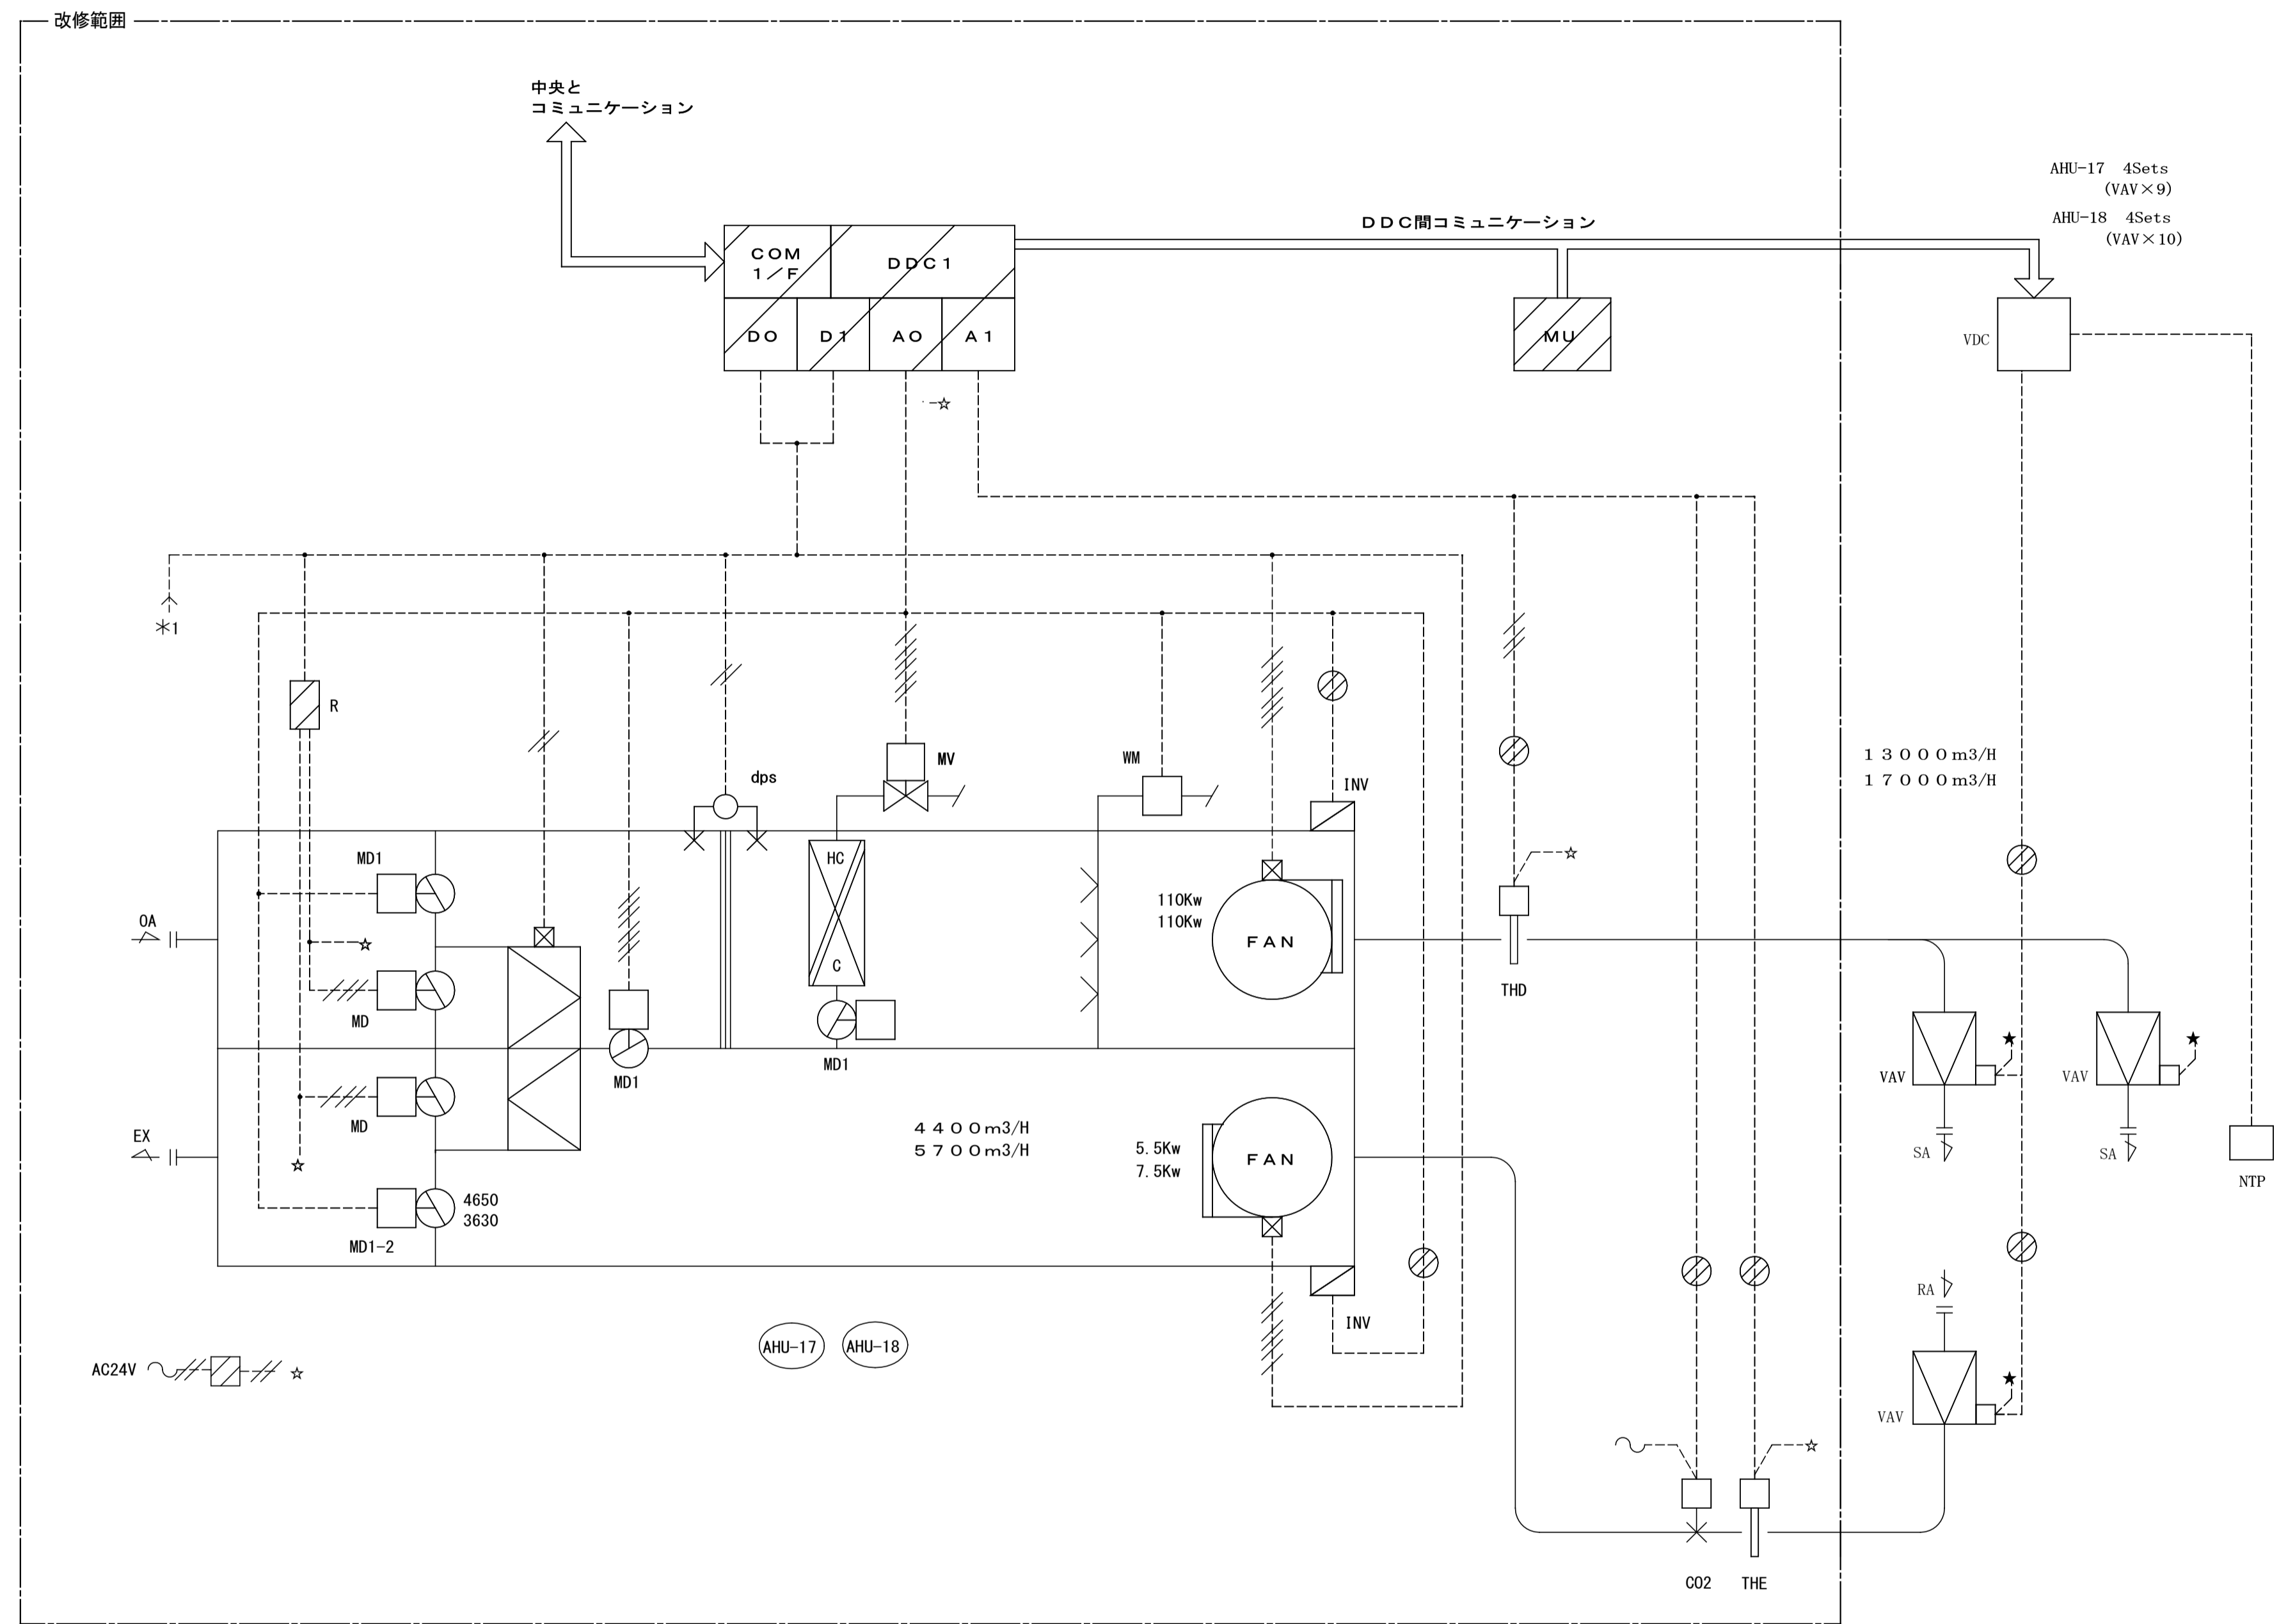 改修範囲
中央と
コミュニケーション
AHU-17 4Sets
(VAV×9)
AHU-18 4Sets
(VAV×10)
DDC間コミュニケーション
COM
1/F
DDC1
DO
D1
AO
A1
MU
VDC
☆
*1
R
MV
WM
dps
INV
13000m3/H
17000m3/H
MD1
HC
C
OA
☆
MD
110Kw
110Kw
FAN
☆
THD
MD1
MD1
VAV
★
VAV
★
MD
EX
☆
4400m3/H
5700m3/H
5.5Kw
7.5Kw
FAN
SA
SA
NTP
4650
3630
MD1-2
RA
INV
AHU-17
AHU-18
AC24V
☆
VAV
★
☆
CO2
THE